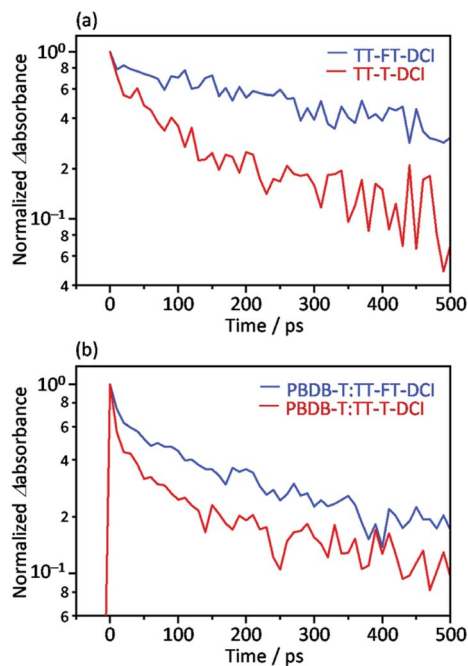 (a)
TT-FT-DCI
TT-T-DCI
Normalized Δabsorbance
10⁰
8
6
4
2
10⁻¹
8
6
4
0
100
200
300
400
500
Time / ps
(b)
PBDB-T:TT-FT-DCI
PBDB-T:TT-T-DCI
Normalized Δabsorbance
10⁰
8
6
4
2
10⁻¹
8
6
0
100
200
300
400
500
Time / ps